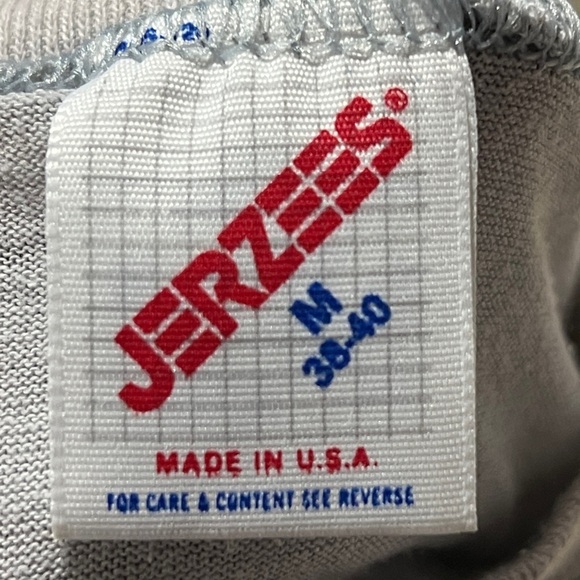 JERZEES®
M
38-40
MADE IN U.S.A.
FOR CARE & CONTENT SEE REVERSE